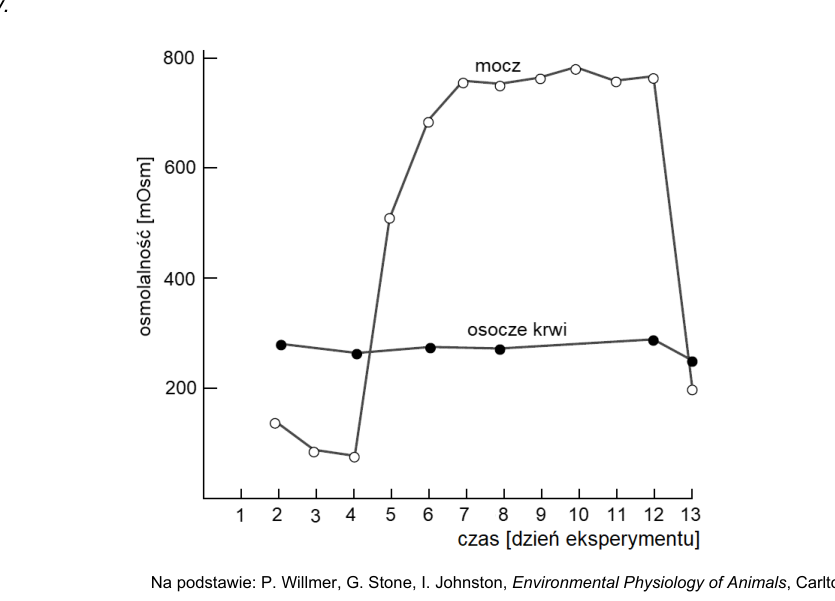 800
mocz
600
osmolalność [mOsm]
400
osocze krwi
200
1 2 3 4 5 6 7 8 9 10 11 12 13
czas [dzień eksperymentu]
Na podstawie: P. Willmer, G. Stone, I. Johnston, Environmental Physiology of Animals,